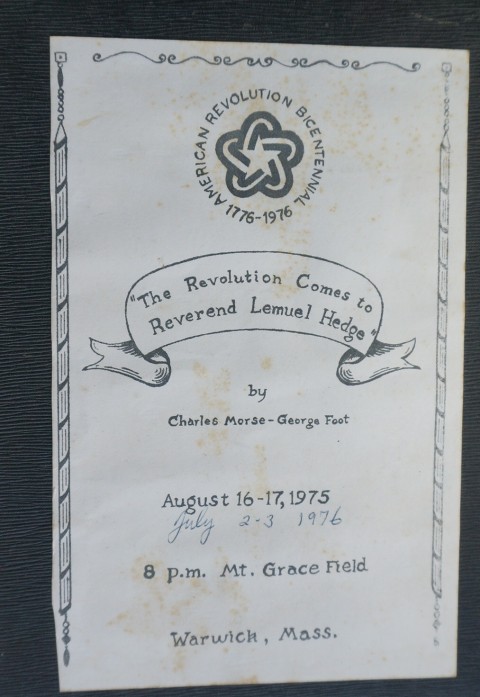 AMERICAN REVOLUTION BICENTENNIAL
1776-1976
"The Revolution Comes to
Reverend Lemuel Hedge"
by
Charles Morse-George Foot
August 16-17, 1975
July 2-3 1976
8 p.m. Mt. Grace Field
Warwick, Mass.